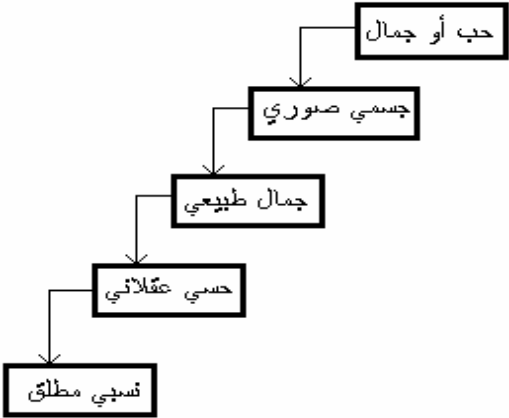 حب أو جمال
جسمي صوري
جمال طبيعي
حسي عقلاني
نسبي مطلق